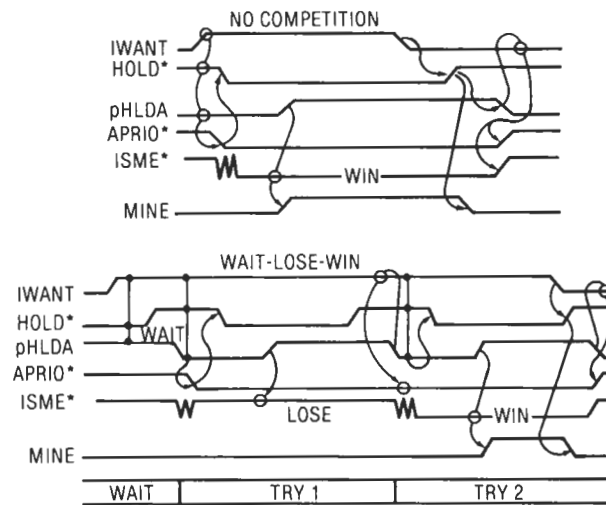 NO COMPETITION
IWANT
HOLD*
pHLDA
APRIO*
ISME*
WIN
MINE
WAIT-LOSE-WIN
IWANT
HOLD*
WAIT
pHLDA
APRIO*
ISME*
LOSE
WIN
MINE
WAIT TRY 1 TRY 2